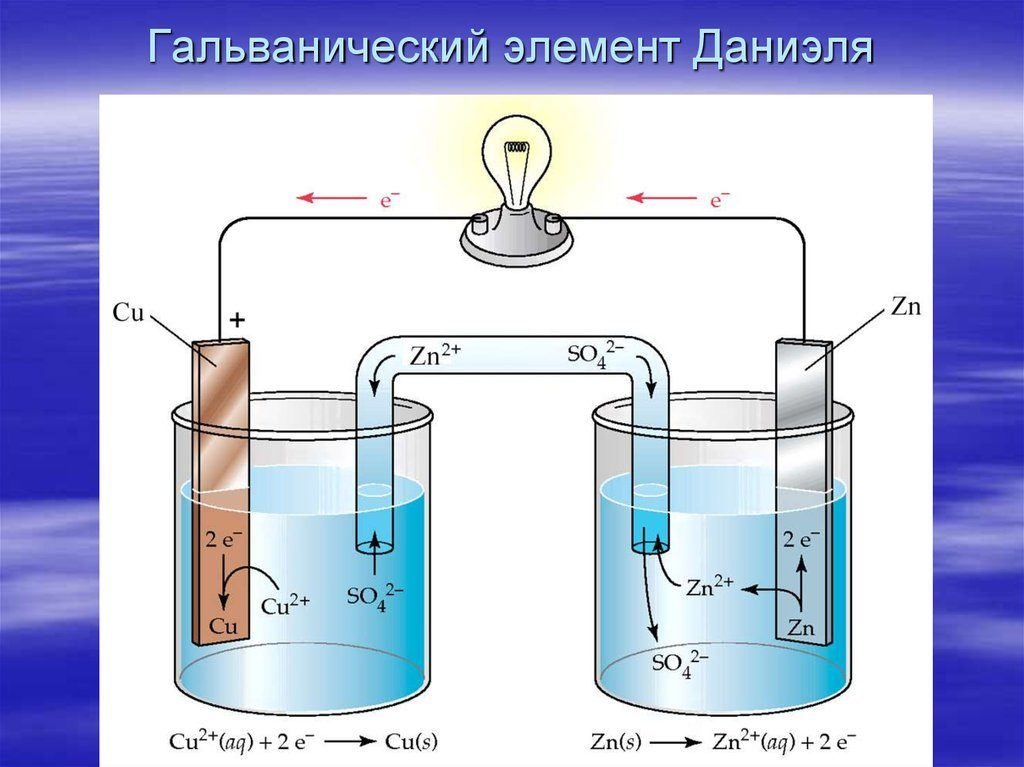 Гальванический элемент Даниэля
e⁻
e⁻
Cu
+
Zn
Zn²⁺
SO₄²⁻
2 e⁻
2 e⁻
Cu²⁺
SO₄²⁻
Zn²⁺
Cu
Zn
SO₄²⁻
Cu²⁺(aq) + 2 e⁻ → Cu(s)
Zn(s) → Zn²⁺(aq) + 2 e⁻